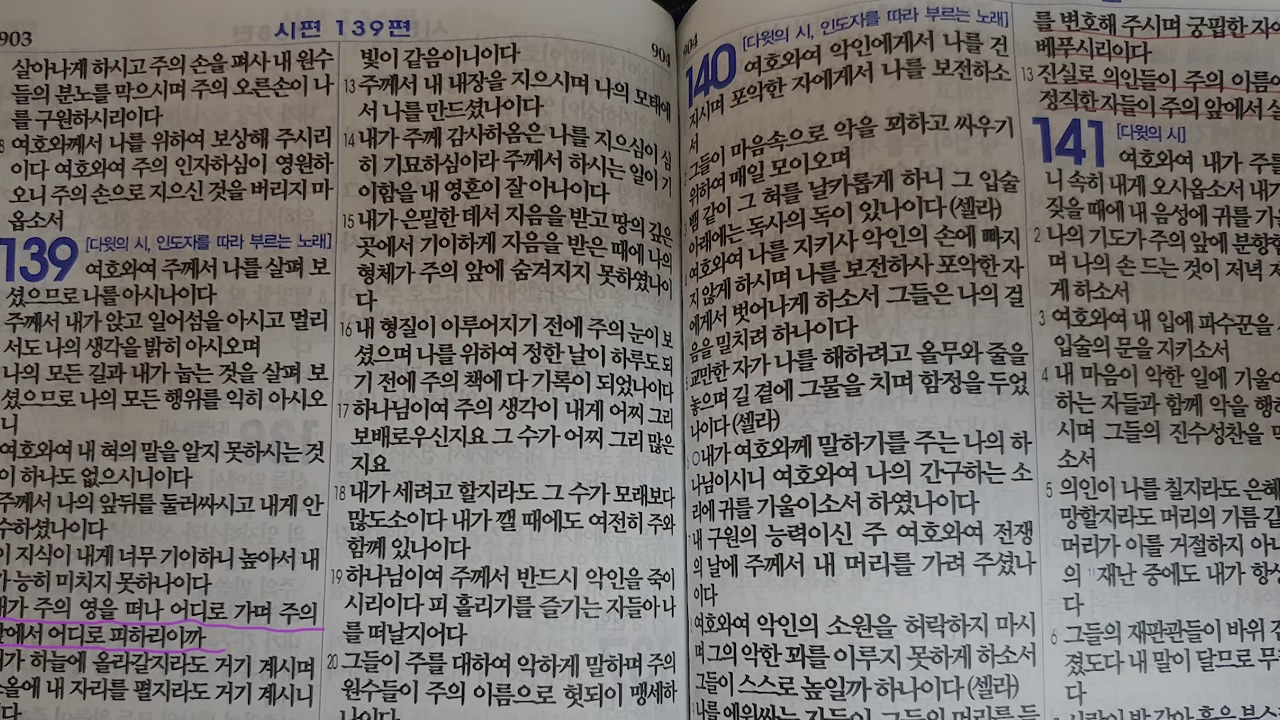 903
시편 139편
904
살아나게 하시고 주의 손을 펴사 내 원수
들의 분노를 막으시며 주의 오른손이 나
를 구원하시리이다
8 여호와께서 나를 위하여 보상해 주시리
이다 여호와여 주의 인자하심이 영원하
오니 주의 손으로 지으신 것을 버리지 마
옵소서
139 [다윗의 시, 인도자를 따라 부르는 노래]
여호와여 주께서 나를 살펴 보
셨으므로 나를 아시나이다
주께서 내가 앉고 일어섬을 아시고 멀리
서도 나의 생각을 밝히 아시오며
나의 모든 길과 내가 눕는 것을 살펴 보
셨으므로 나의 모든 행위를 익히 아시오
니
여호와여 내 혀의 말을 알지 못하시는 것
이 하나도 없으시니이다
주께서 나의 앞뒤를 둘러싸시고 내게 안
수하셨나이다
이 지식이 내게 너무 기이하니 높아서 내
가 능히 미치지 못하나이다
내가 주의 영을 떠나 어디로 가며 주의
앞에서 어디로 피하리이까
가 하늘에 올라갈지라도 거기 계시며
스올에 내 자리를 펼지라도 거기 계시니
다
빛이 같음이니이다
13 주께서 내 내장을 지으시며 나의 모태에
서 나를 만드셨나이다
14 내가 주께 감사하옴은 나를 지으심이 심
히 기묘하심이라 주께서 하시는 일이 기
이함을 내 영혼이 잘 아나이다
15 내가 은밀한 데서 지음을 받고 땅의 깊은
곳에서 기이하게 지음을 받은 때에 나의
형체가 주의 앞에 숨겨지지 못하였나이
다
16 내 형질이 이루어지기 전에 주의 눈이 보
셨으며 나를 위하여 정한 날이 하루도 되
기 전에 주의 책에 다 기록이 되었나이다
17 하나님이여 주의 생각이 내게 어찌 그리
보배로우신지요 그 수가 어찌 그리 많은
지요
18 내가 세려고 할지라도 그 수가 모래보다
많도소이다 내가 깰 때에도 여전히 주와
함께 있나이다
19 하나님이여 주께서 반드시 악인을 죽이
시리이다 피 흘리기를 즐기는 자들아 나
를 떠날지어다
20 그들이 주를 대하여 악하게 말하며 주의
원수들이 주의 이름으로 헛되이 맹세하
나이다
904
140 [다윗의 시, 인도자를 따라 부르는 노래]
여호와여 악인에게서 나를 건
지시며 포악한 자에게서 나를 보전하소
서
그들이 마음속으로 악을 꾀하고 싸우기
위하여 매일 모이오며
뱀 같이 그 혀를 날카롭게 하니 그 입술
아래에는 독사의 독이 있나이다 (셀라)
여호와여 나를 지키사 악인의 손에 빠지
지 않게 하시며 나를 보전하사 포악한 자
에게서 벗어나게 하소서 그들은 나의 걸
음을 밀치려 하나이다
교만한 자가 나를 해하려고 올무와 줄을
놓으며 길 곁에 그물을 치며 함정을 두었
나이다 (셀라)
○내가 여호와께 말하기를 주는 나의 하
나님이시니 여호와여 나의 간구하는 소
리에 귀를 기울이소서 하였나이다
내 구원의 능력이신 주 여호와여 전쟁
의 날에 주께서 내 머리를 가려 주셨나
이다
여호와여 악인의 소원을 허락하지 마시
며 그의 악한 꾀를 이루지 못하게 하소서
그들이 스스로 높일까 하나이다 (셀라)
나를 에워싸는 자들이 그들의 머리를 들
를 변호해 주시며 궁핍한 자에
베푸시리이다
13 진실로 의인들이 주의 이름에
정직한 자들이 주의 앞에서 살
141 [다윗의 시]
여호와여 내가 주를
니 속히 내게 오시옵소서 내가
짖을 때에 내 음성에 귀를 기
2 나의 기도가 주의 앞에 분향함
며 나의 손 드는 것이 저녁 제
게 하소서
3 여호와여 내 입에 파수꾼을
입술의 문을 지키소서
4 내 마음이 악한 일에 기울어
하는 자들과 함께 악을 행하
시며 그들의 진수성찬을 먹
소서
5 의인이 나를 칠지라도 은혜
망할지라도 머리의 기름 같
머리가 이를 거절하지 아니
의 재난 중에도 내가 항상
다
6 그들의 재판관들이 바위 곁
졌도다 내 말이 달므로 무리
다